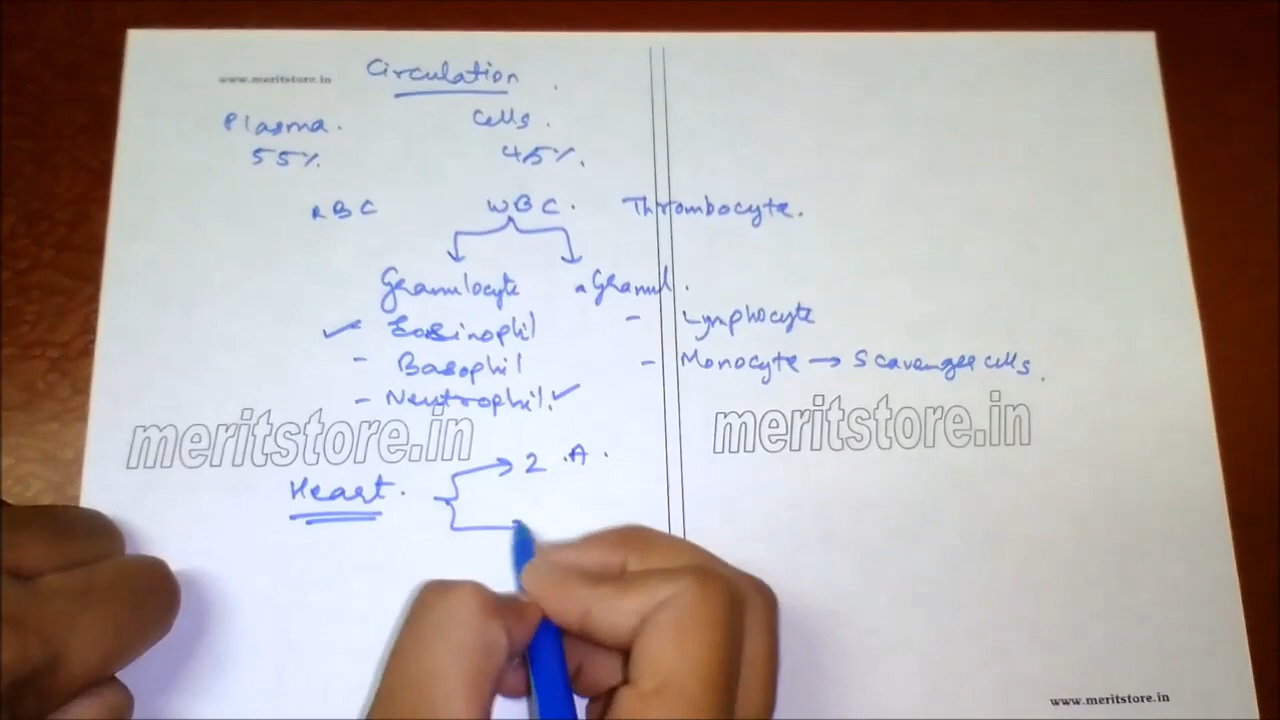 www.meritstore.in
Circulation
Plasma. Cells.
55% 45%.
RBC WBC. Thrombocyte.
Granulocyte aGranul.
✓ Eosinophil - Lymphocyte
- Basophil - Monocyte → Scavenger cells.
- Neutrophil. ✓
meritstore.in meritstore.in
Heart. → 2 .A.
www.meritstore.in